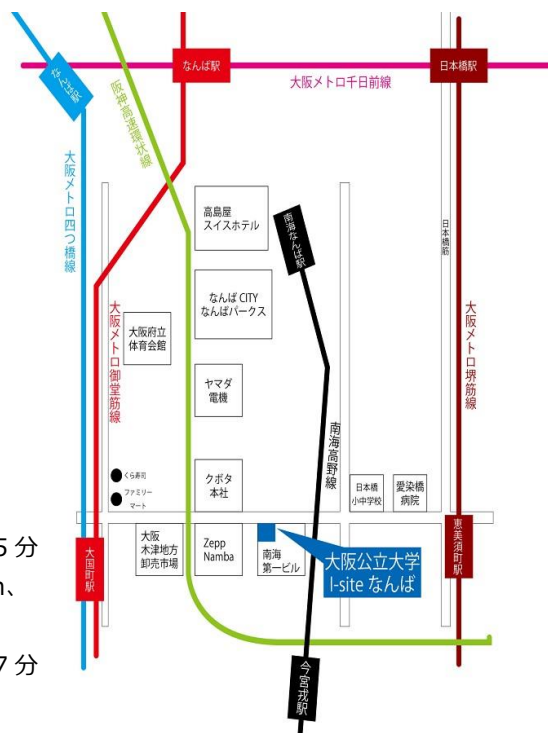 なんば駅
なんば駅
大阪メトロ千日前線
日本橋駅
阪神高速環状線
大阪メトロ四つ橋線
高島屋
スイスホテル
南海なんば駅
日本橋筋
なんば CITY
なんばパークス
大阪府立
体育会館
大阪メトロ御堂筋線
大阪メトロ堺筋線
ヤマダ
電機
南海高野線
くら寿司
ファミリー
マート
クボタ
本社
日本橋
小中学校
愛染橋
病院
5 分
大国町駅
大阪
木津地方
卸売市場
Zepp
Namba
南海
第一ビル
大阪公立大学
I-site なんば
恵美須町駅
、
7 分
今宮戎駅